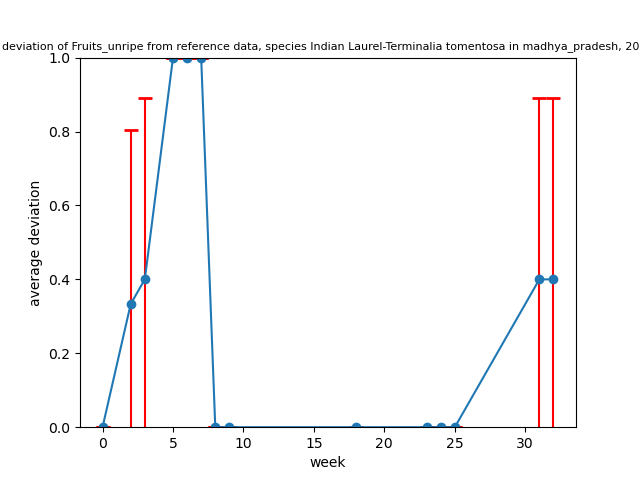 deviation of Fruits_unripe from reference data, species Indian Laurel-Terminalia tomentosa in madhya_pradesh, 20
1.0
0.8
0.6
0.4
0.2
0.0
average deviation
0 5 10 15 20 25 30
week